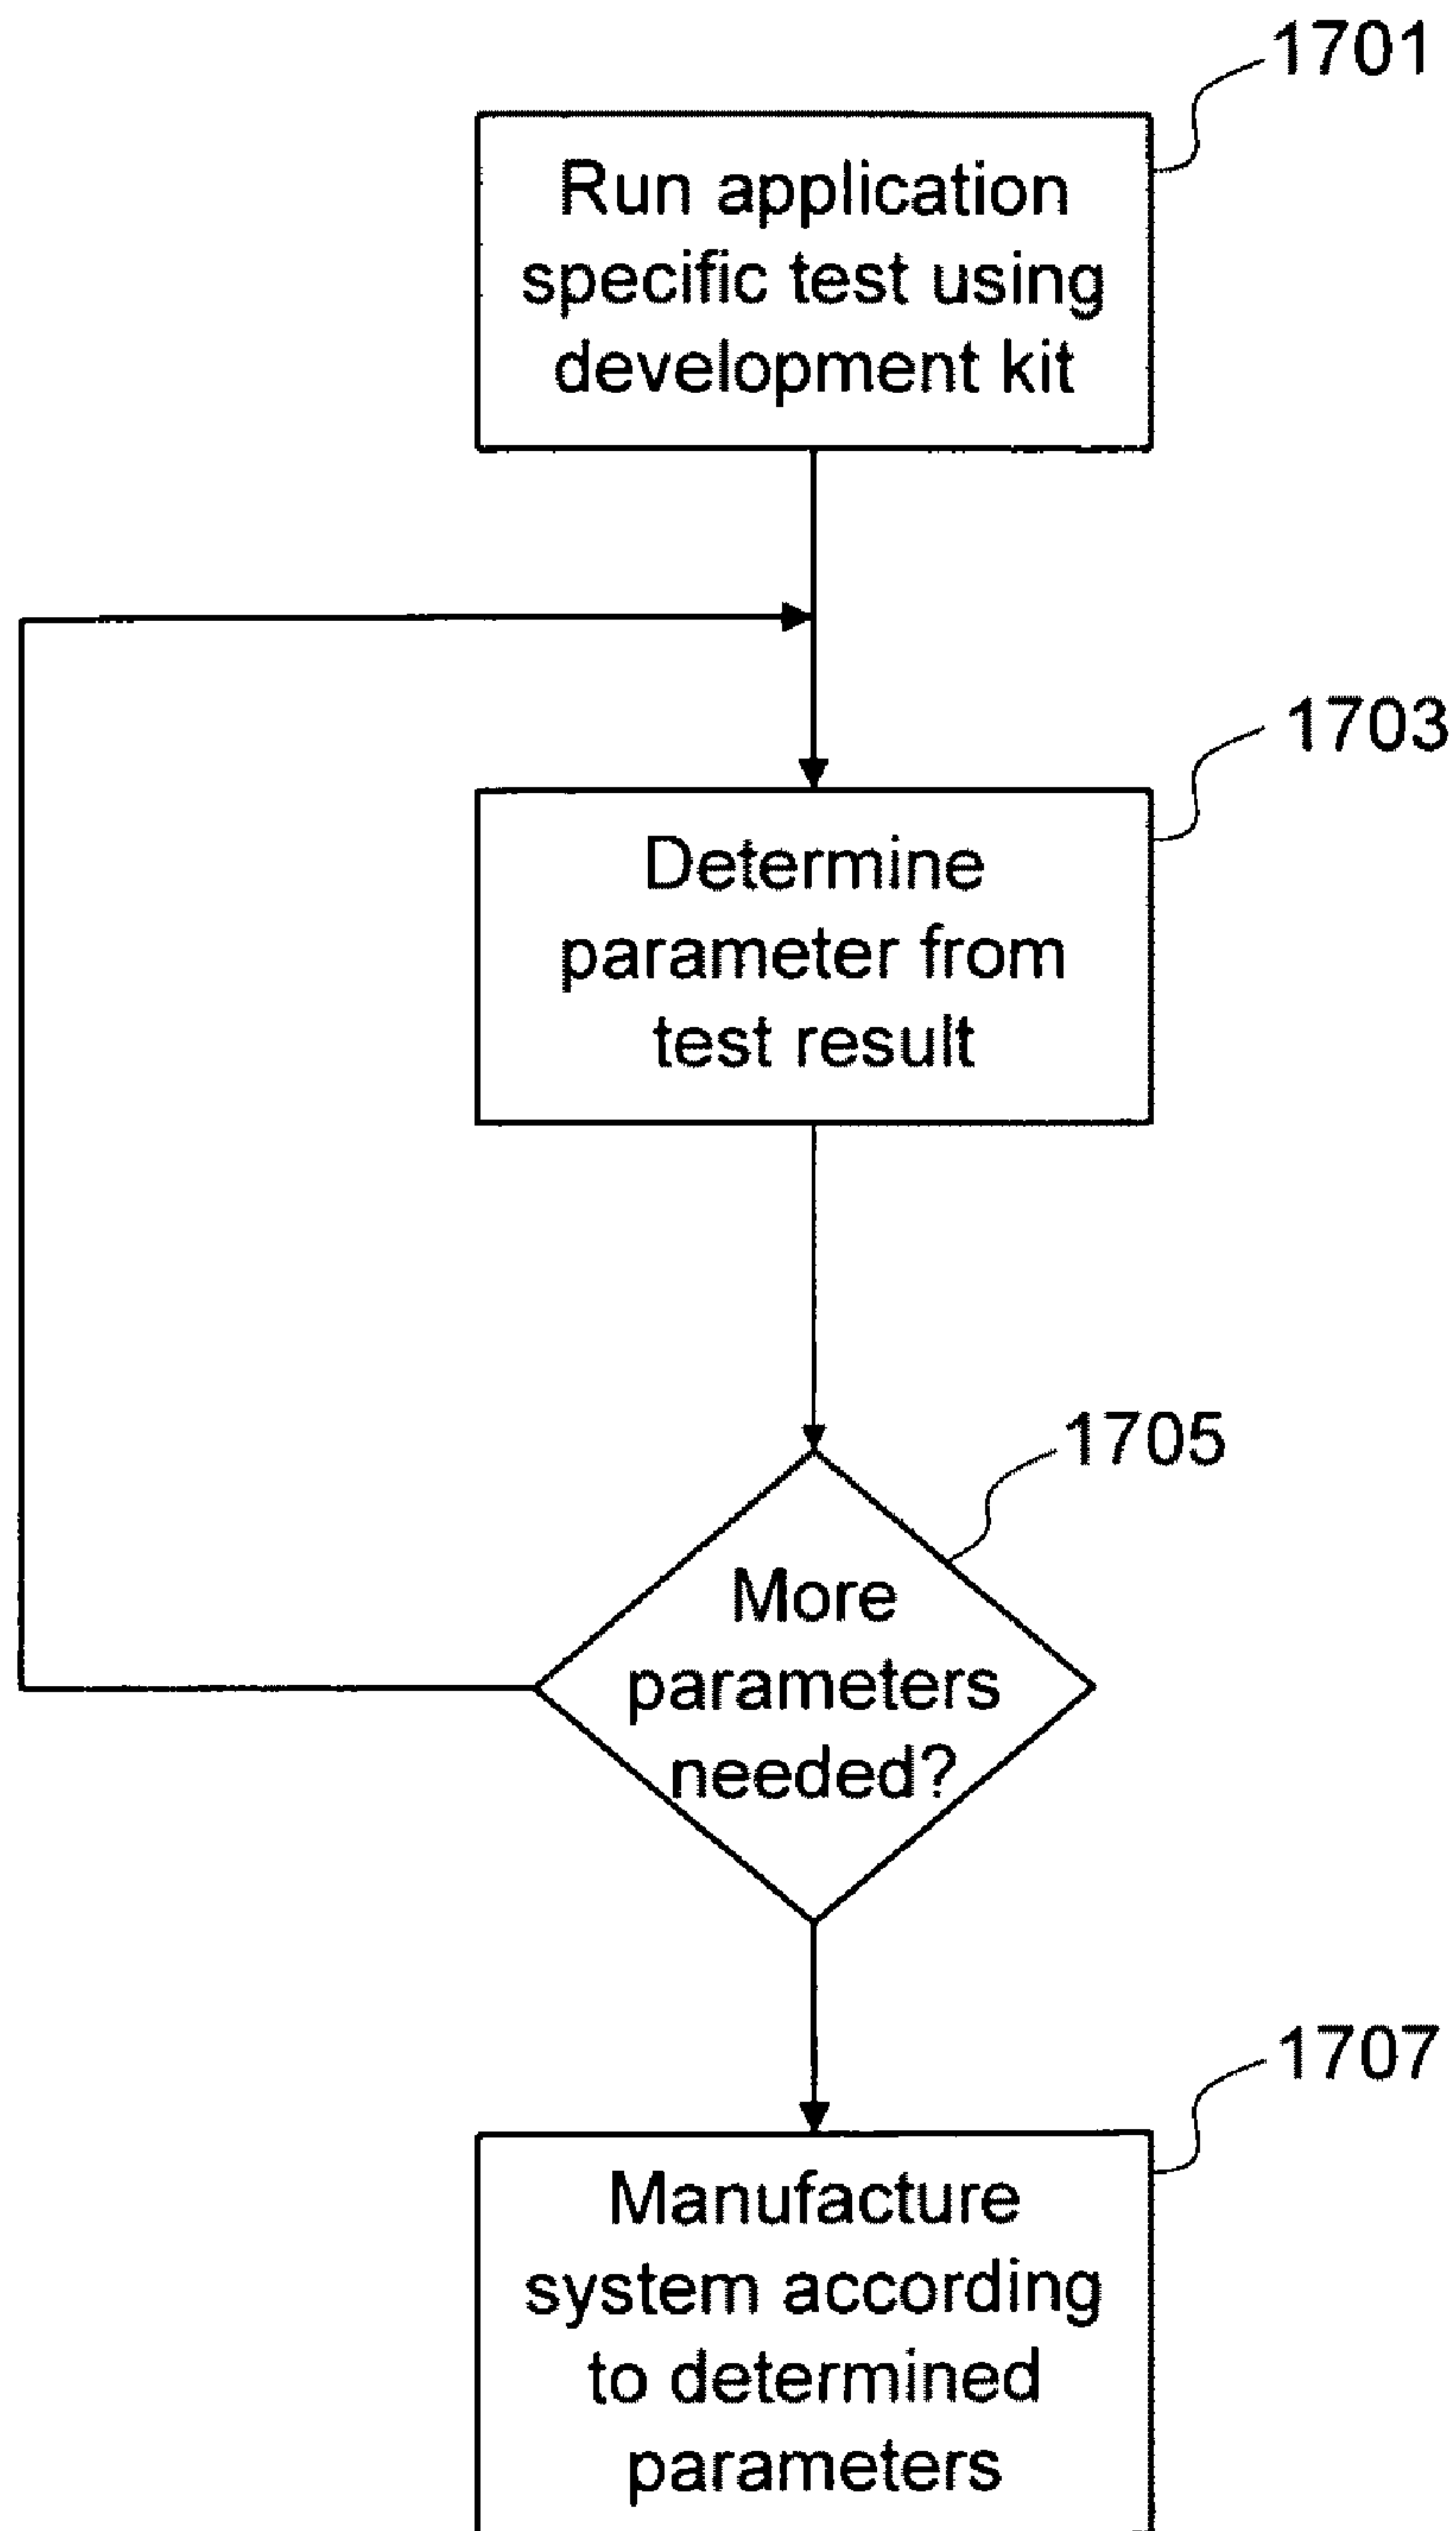 1701
Run application
specific test using
development kit
1703
Determine
parameter from
test result
1705
More
parameters
needed?
1707
Manufacture
system according
to determined
parameters